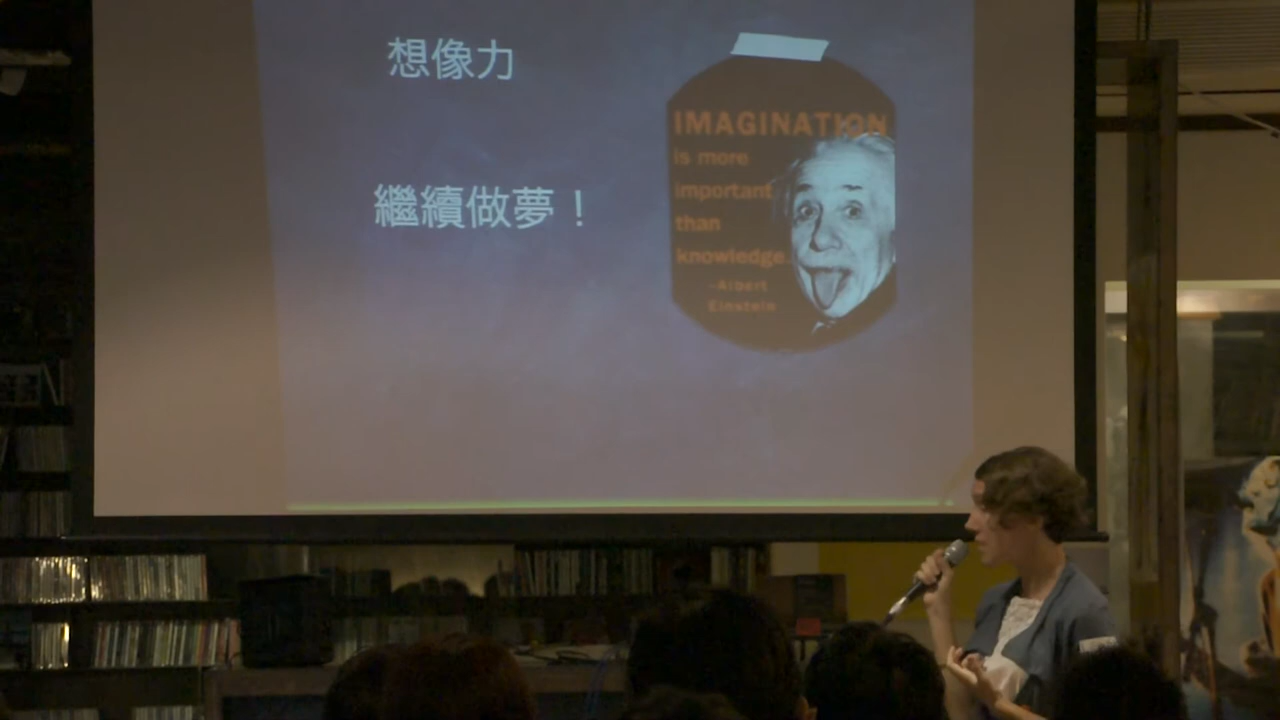 想像力
繼續做夢！
IMAGINATION
is more
important
than
knowledge.
-Albert
Einstein